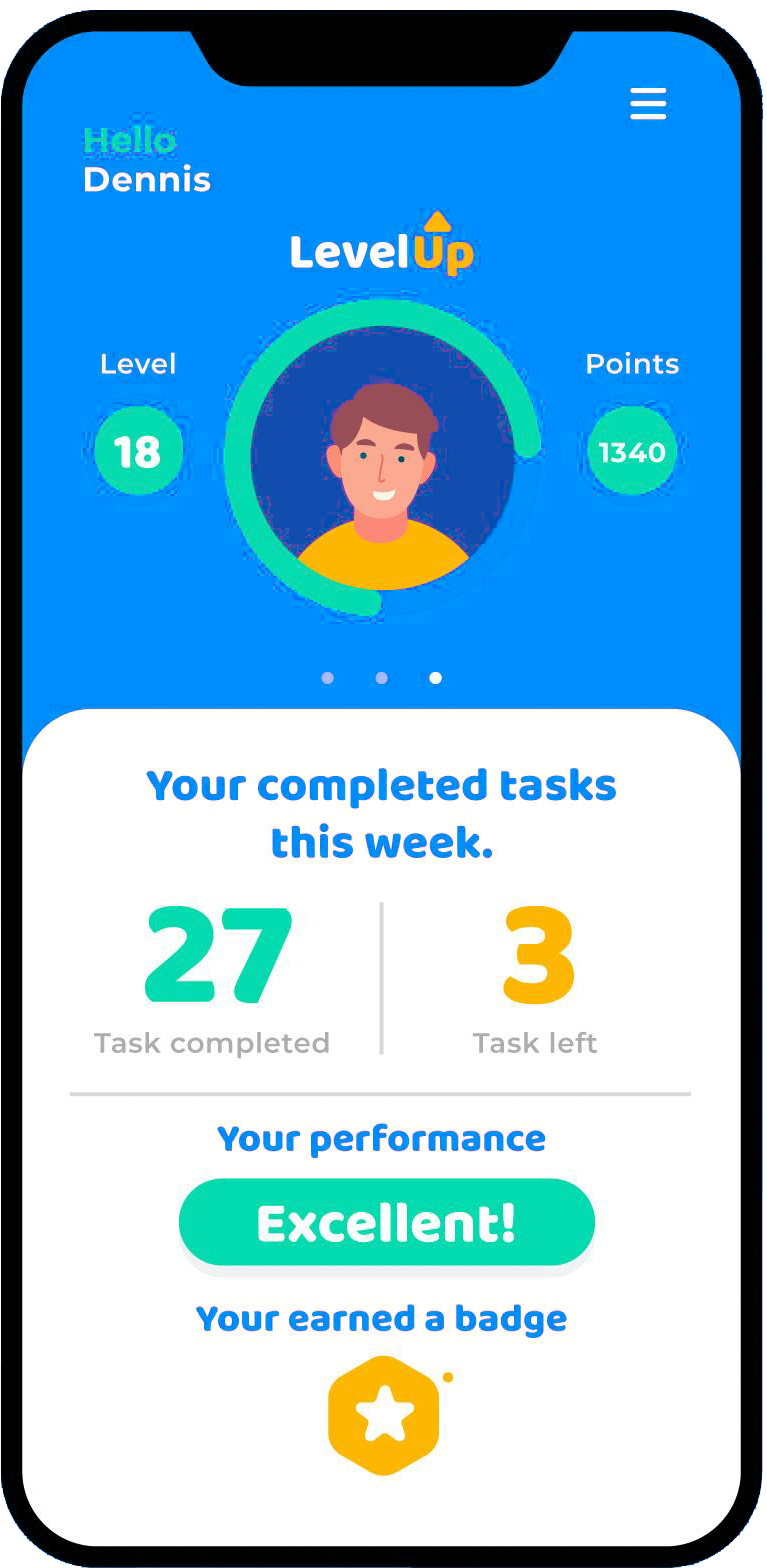 Hello
Dennis
LevelUp
Level
Points
18
1340
Your completed tasks
this week.
27
3
Task completed
Task left
Your performance
Excellent!
Your earned a badge